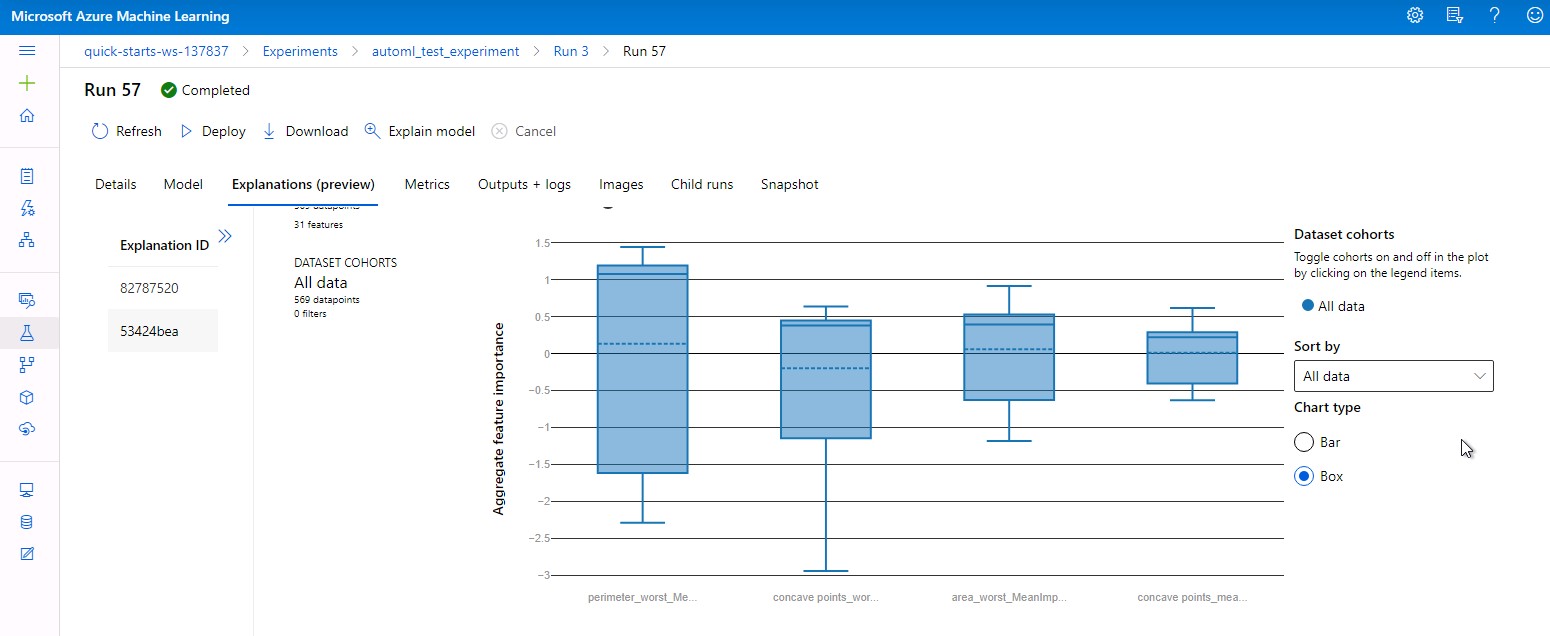 Microsoft Azure Machine Learning
quick-starts-ws-137837 > Experiments > automl_test_experiment > Run 3 > Run 57
Run 57 Completed
Refresh Deploy Download Explain model Cancel
Details Model Explanations (preview) Metrics Outputs + logs Images Child runs Snapshot
Explanation ID
82787520
53424bea
569 datapoints
31 features
DATASET COHORTS
All data
569 datapoints
0 filters
Aggregate feature importance
1.5
1
0.5
0
−0.5
−1
−1.5
−2
−2.5
−3
perimeter_worst_Me...
concave points_wor...
area_worst_MeanImp...
concave points_mea...
Dataset cohorts
Toggle cohorts on and off in the plot
by clicking on the legend items.
All data
Sort by
All data
Chart type
Bar
Box